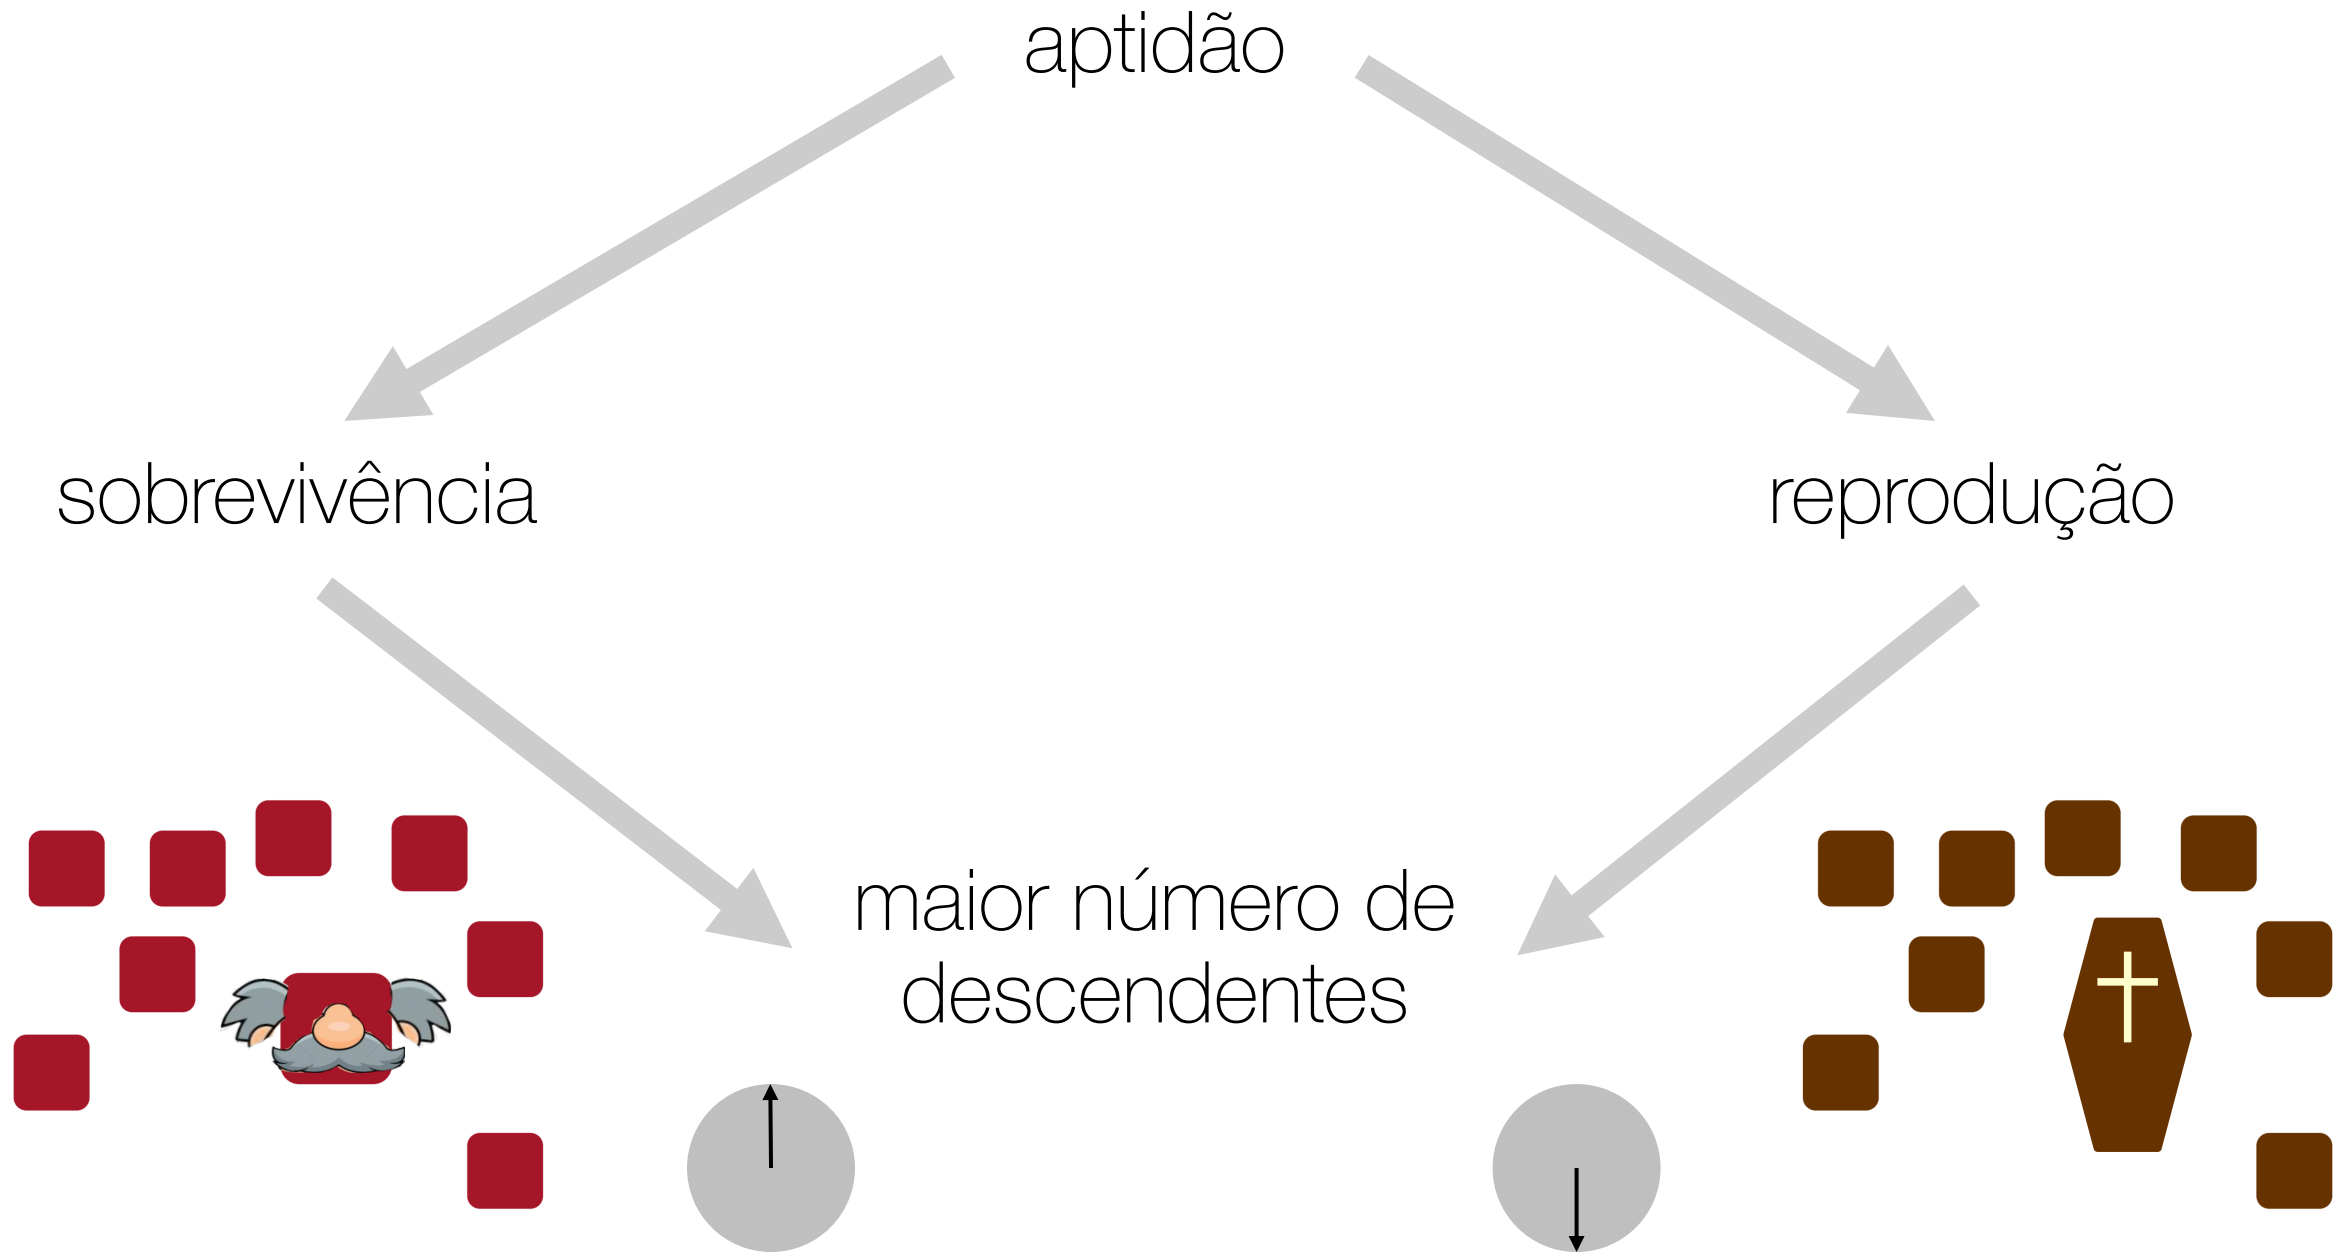 aptidão
sobrevivência
reprodução
maior número de
descendentes